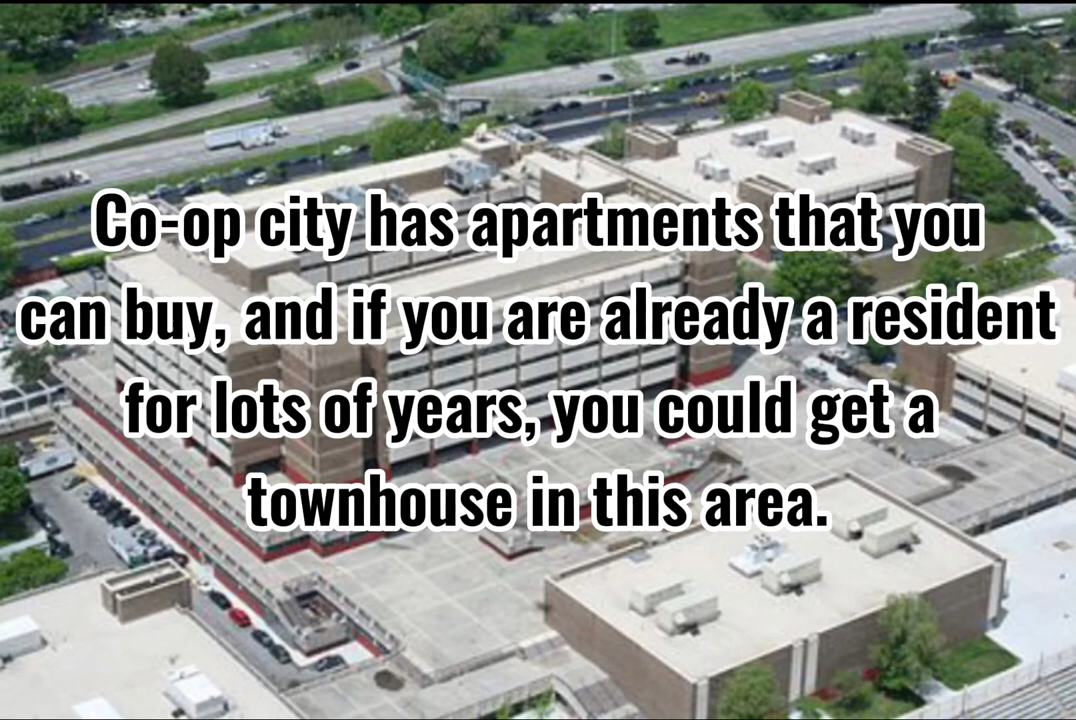 Co-op city has apartments that you
can buy, and if you are already a resident
for lots of years, you could get a
townhouse in this area.